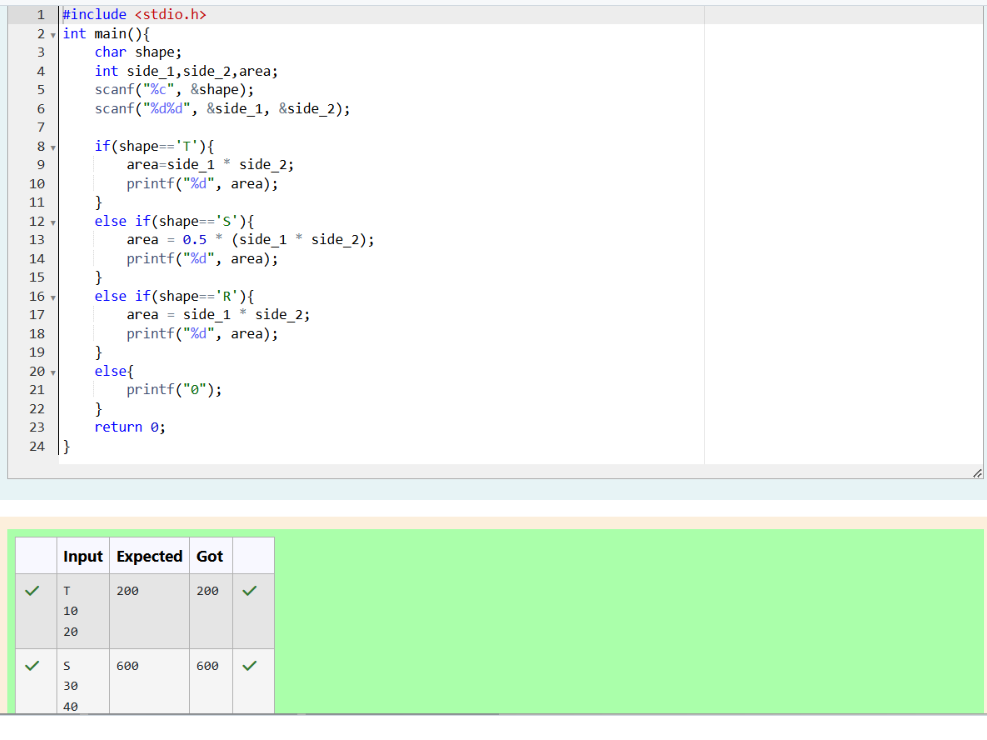 1 #include <stdio.h>
2 int main(){
3 char shape;
4 int side_1,side_2,area;
5 scanf("%c", &shape);
6 scanf("%d%d", &side_1, &side_2);
7
8 if(shape=='T'){
9 area=side_1 * side_2;
10 printf("%d", area);
11 }
12 else if(shape=='S'){
13 area = 0.5 * (side_1 * side_2);
14 printf("%d", area);
15 }
16 else if(shape=='R'){
17 area = side_1 * side_2;
18 printf("%d", area);
19 }
20 else{
21 printf("0");
22 }
23 return 0;
24 }
Input Expected Got
T 200 200
10
20
S 600 600
30
40